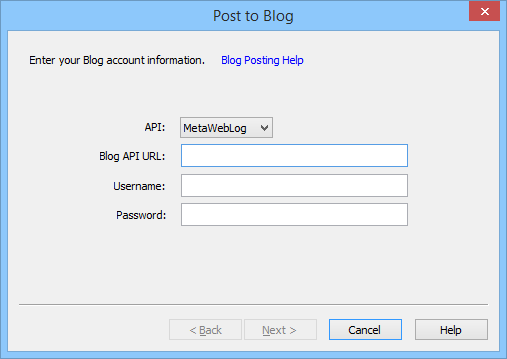 Post to Blog
Enter your Blog account information. Blog Posting Help
API: MetaWebLog
Blog API URL:
Username:
Password:
< Back Next > Cancel Help